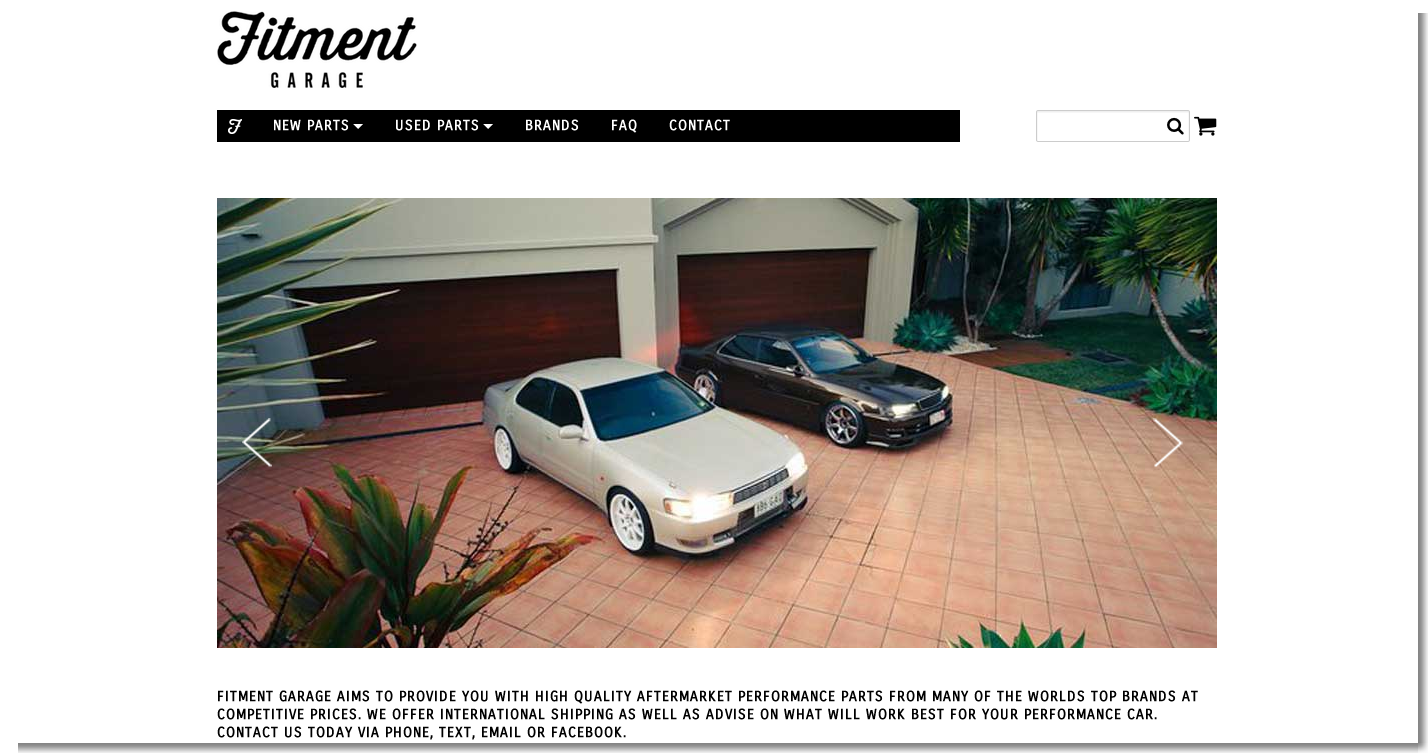 Fitment
GARAGE
F NEW PARTS USED PARTS BRANDS FAQ CONTACT
FITMENT GARAGE AIMS TO PROVIDE YOU WITH HIGH QUALITY AFTERMARKET PERFORMANCE PARTS FROM MANY OF THE WORLDS TOP BRANDS AT
COMPETITIVE PRICES. WE OFFER INTERNATIONAL SHIPPING AS WELL AS ADVISE ON WHAT WILL WORK BEST FOR YOUR PERFORMANCE CAR.
CONTACT US TODAY VIA PHONE, TEXT, EMAIL OR FACEBOOK.